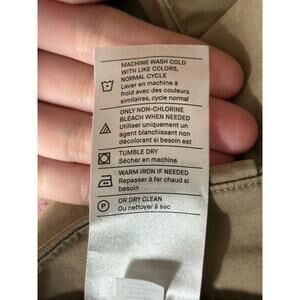 MACHINE WASH COLD
WITH LIKE COLORS,
NORMAL CYCLE
Laver en machine à
froid avec des couleurs
similaires, cycle normal
ONLY NON-CHLORINE
BLEACH WHEN NEEDED
Utiliser uniquement un
agent blanchissant non
décolorant si besoin est
TUMBLE DRY
Sécher en machine
WARM IRON IF NEEDED
Repasser à fer chaud si
besoin
P
OR DRY CLEAN
Ou nettoyer à sec